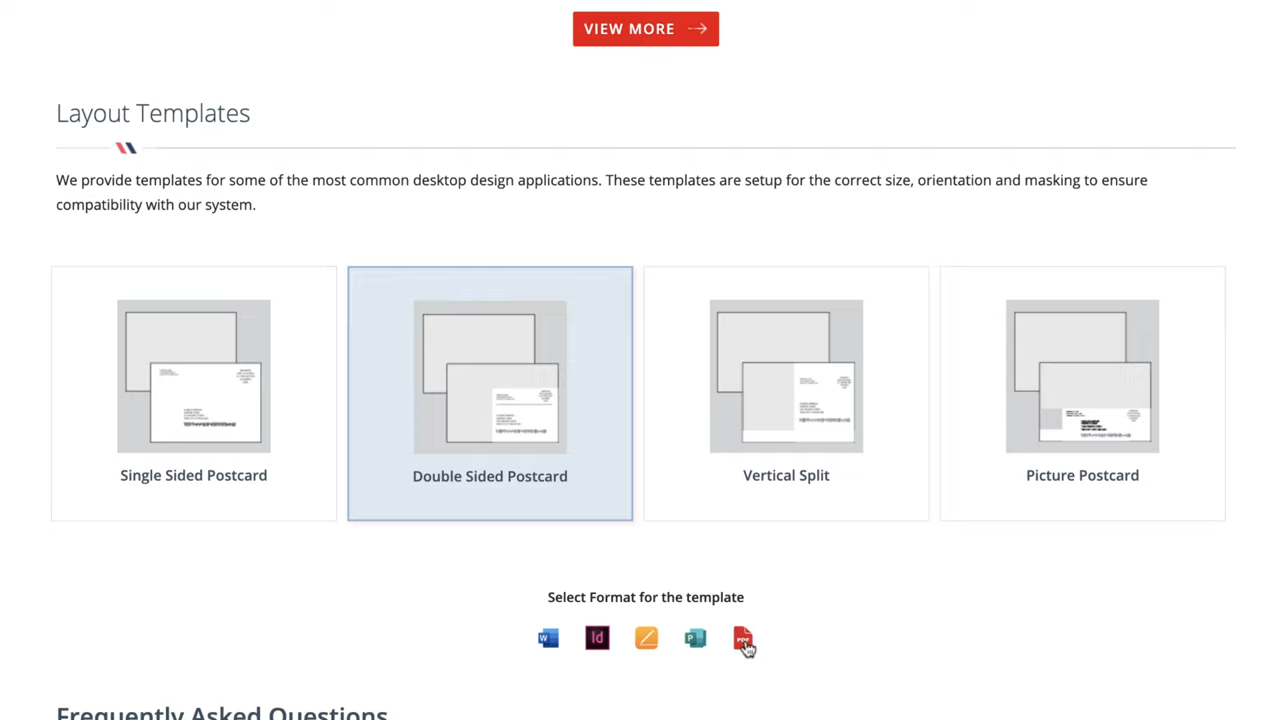 VIEW MORE
Layout Templates
We provide templates for some of the most common desktop design applications. These templates are setup for the correct size, orientation and masking to ensure
compatibility with our system.
Single Sided Postcard
Double Sided Postcard
Vertical Split
Picture Postcard
Select Format for the template
W
Id
P
PDF
Frequently Asked Questions